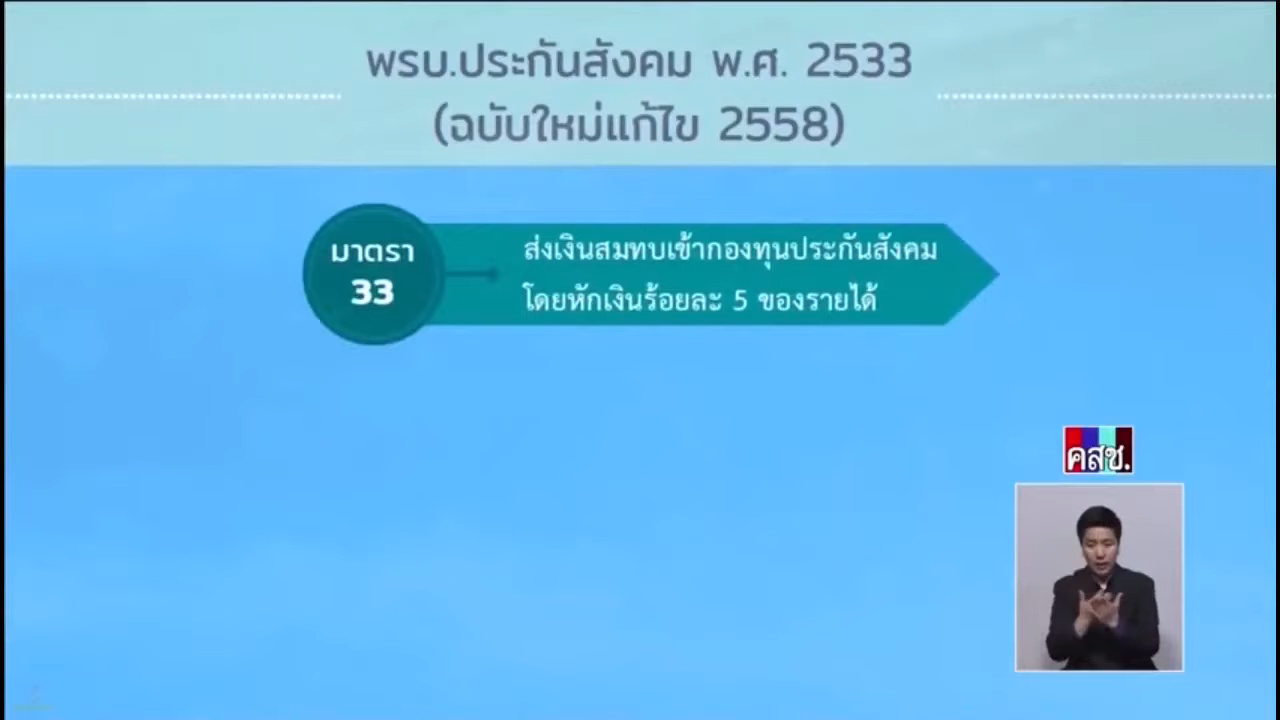 พรบ.ประกันสังคม พ.ศ. 2533
(ฉบับใหม่แก้ไข 2558)
มาตรา
33
ส่งเงินสมทบเข้ากองทุนประกันสังคม
โดยหักเงินร้อยละ 5 ของรายได้
คสช.